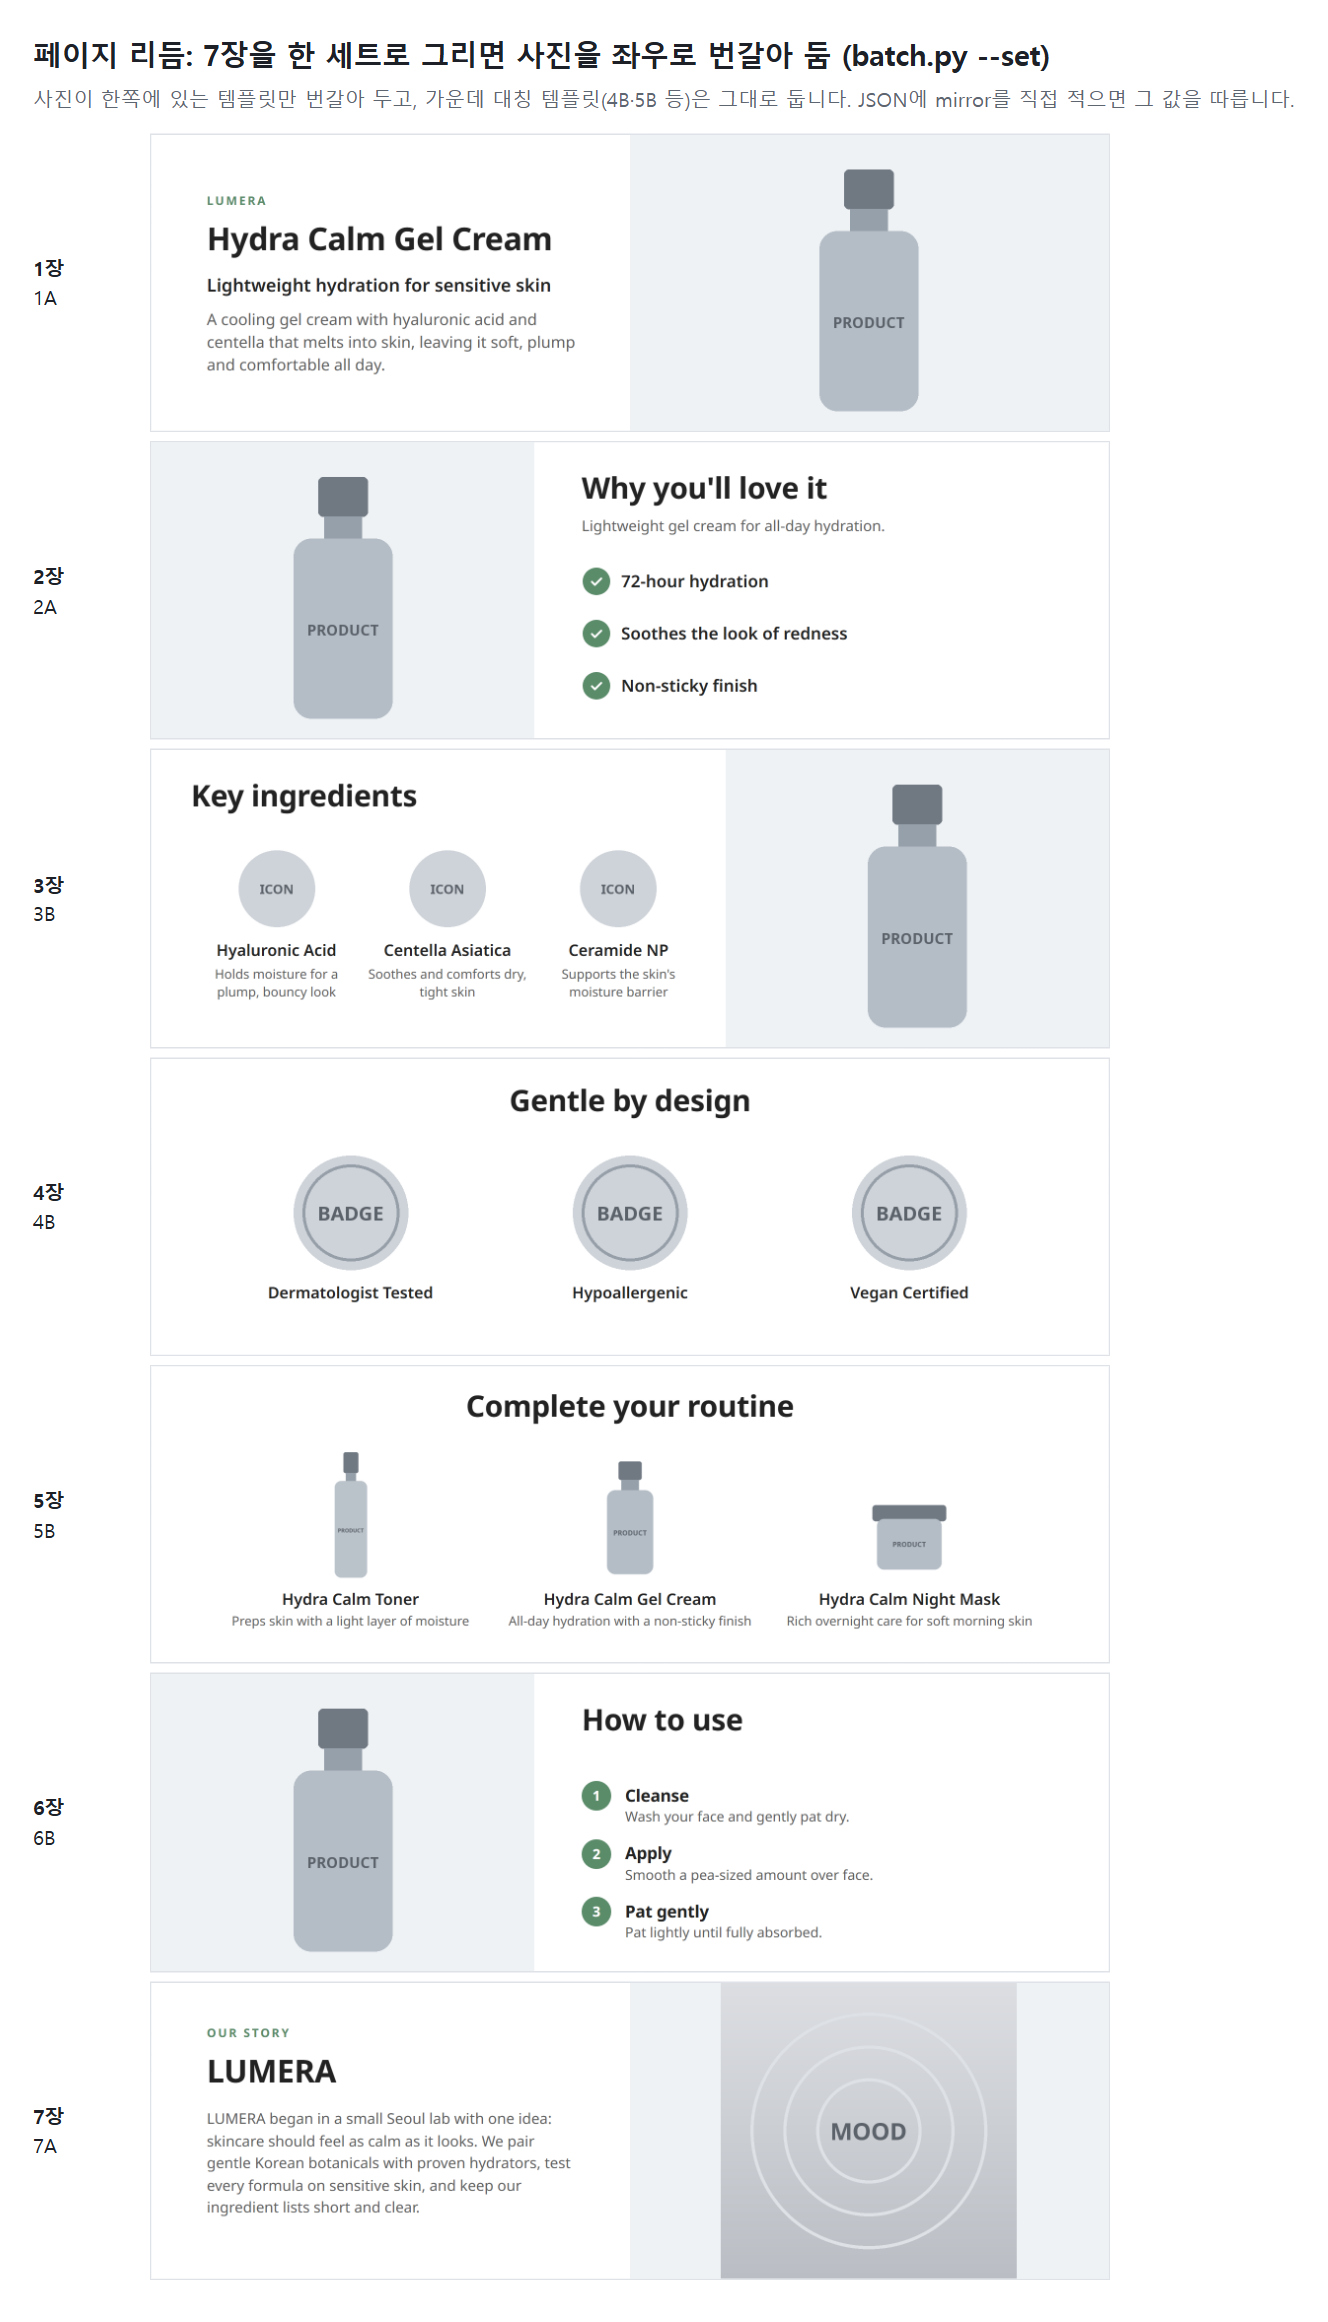 페이지 리듬: 7장을 한 세트로 그리면 사진을 좌우로 번갈아 둠 (batch.py --set)
사진이 한쪽에 있는 템플릿만 번갈아 두고, 가운데 대칭 템플릿(4B·5B 등)은 그대로 둡니다. JSON에 mirror를 직접 적으면 그 값을 따릅니다.
1장
1A
LUMERA
Hydra Calm Gel Cream
Lightweight hydration for sensitive skin
A cooling gel cream with hyaluronic acid and
centella that melts into skin, leaving it soft, plump
and comfortable all day.
PRODUCT
2장
2A
PRODUCT
Why you'll love it
Lightweight gel cream for all-day hydration.
72-hour hydration
Soothes the look of redness
Non-sticky finish
3장
3B
Key ingredients
ICON
ICON
ICON
Hyaluronic Acid
Centella Asiatica
Ceramide NP
Holds moisture for a
plump, bouncy look
Soothes and comforts dry,
tight skin
Supports the skin's
moisture barrier
PRODUCT
4장
4B
Gentle by design
BADGE
BADGE
BADGE
Dermatologist Tested
Hypoallergenic
Vegan Certified
5장
5B
Complete your routine
PRODUCT
PRODUCT
PRODUCT
Hydra Calm Toner
Hydra Calm Gel Cream
Hydra Calm Night Mask
Preps skin with a light layer of moisture
All-day hydration with a non-sticky finish
Rich overnight care for soft morning skin
6장
6B
PRODUCT
How to use
1
Cleanse
Wash your face and gently pat dry.
2
Apply
Smooth a pea-sized amount over face.
3
Pat gently
Pat lightly until fully absorbed.
7장
7A
OUR STORY
LUMERA
LUMERA began in a small Seoul lab with one idea:
skincare should feel as calm as it looks. We pair
gentle Korean botanicals with proven hydrators, test
every formula on sensitive skin, and keep our
ingredient lists short and clear.
MOOD